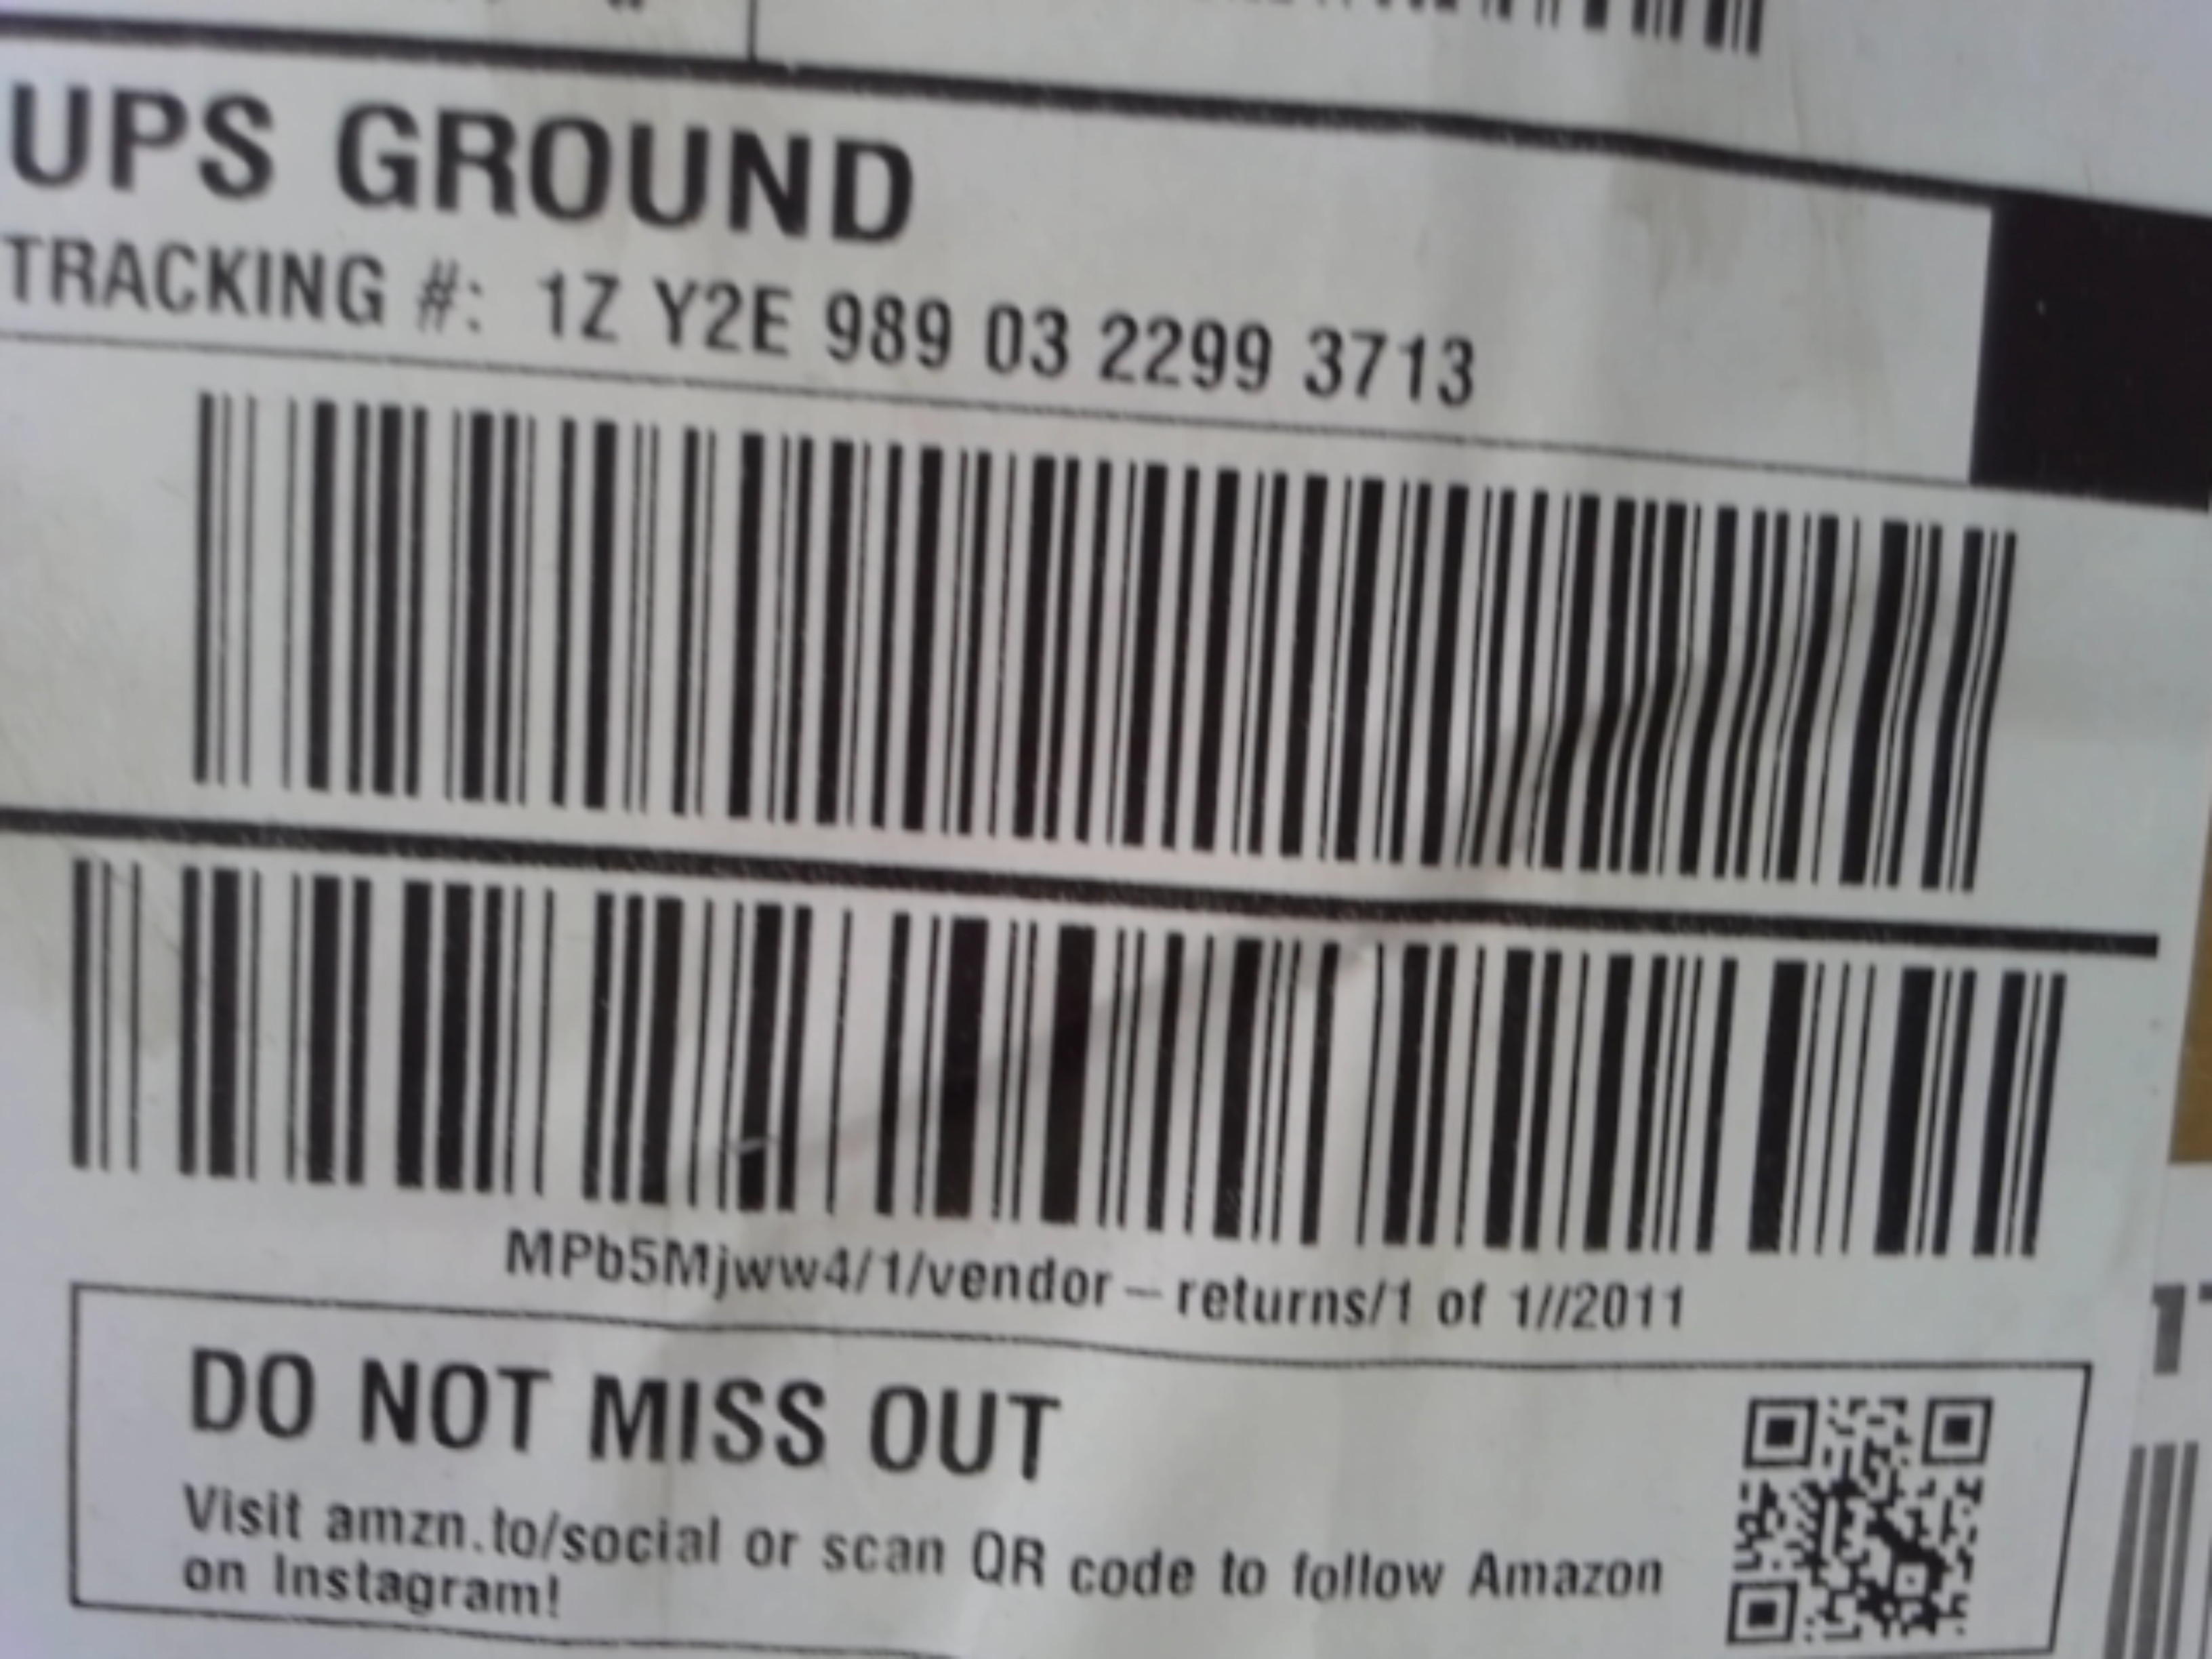 UPS GROUND
TRACKING #: 1Z Y2E 989 03 2299 3713
MPb5Mjww4/1/vendor – returns/1 of 1//2011
DO NOT MISS OUT
Visit amzn.to/social or scan QR code to follow Amazon
on Instagram!